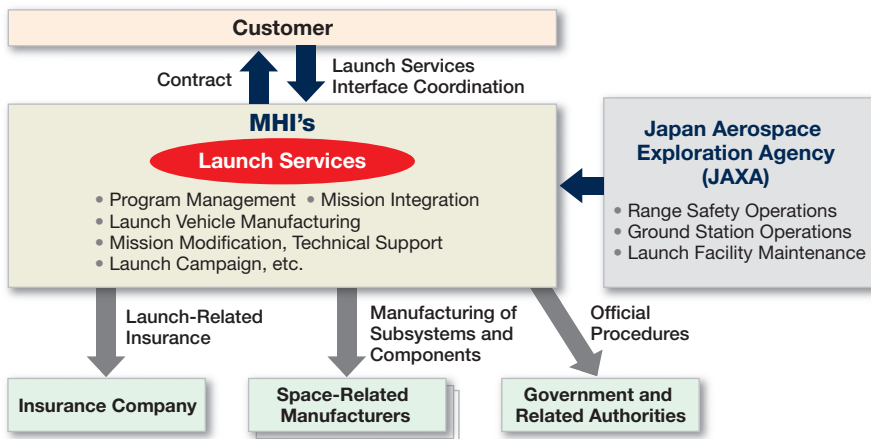 Customer
Contract
Launch Services
Interface Coordination
MHI's
Launch Services
• Program Management • Mission Integration
• Launch Vehicle Manufacturing
• Mission Modification, Technical Support
• Launch Campaign, etc.
Japan Aerospace
Exploration Agency
(JAXA)
• Range Safety Operations
• Ground Station Operations
• Launch Facility Maintenance
Launch-Related
Insurance
Manufacturing of
Subsystems and
Components
Official
Procedures
Insurance Company
Space-Related
Manufacturers
Government and
Related Authorities